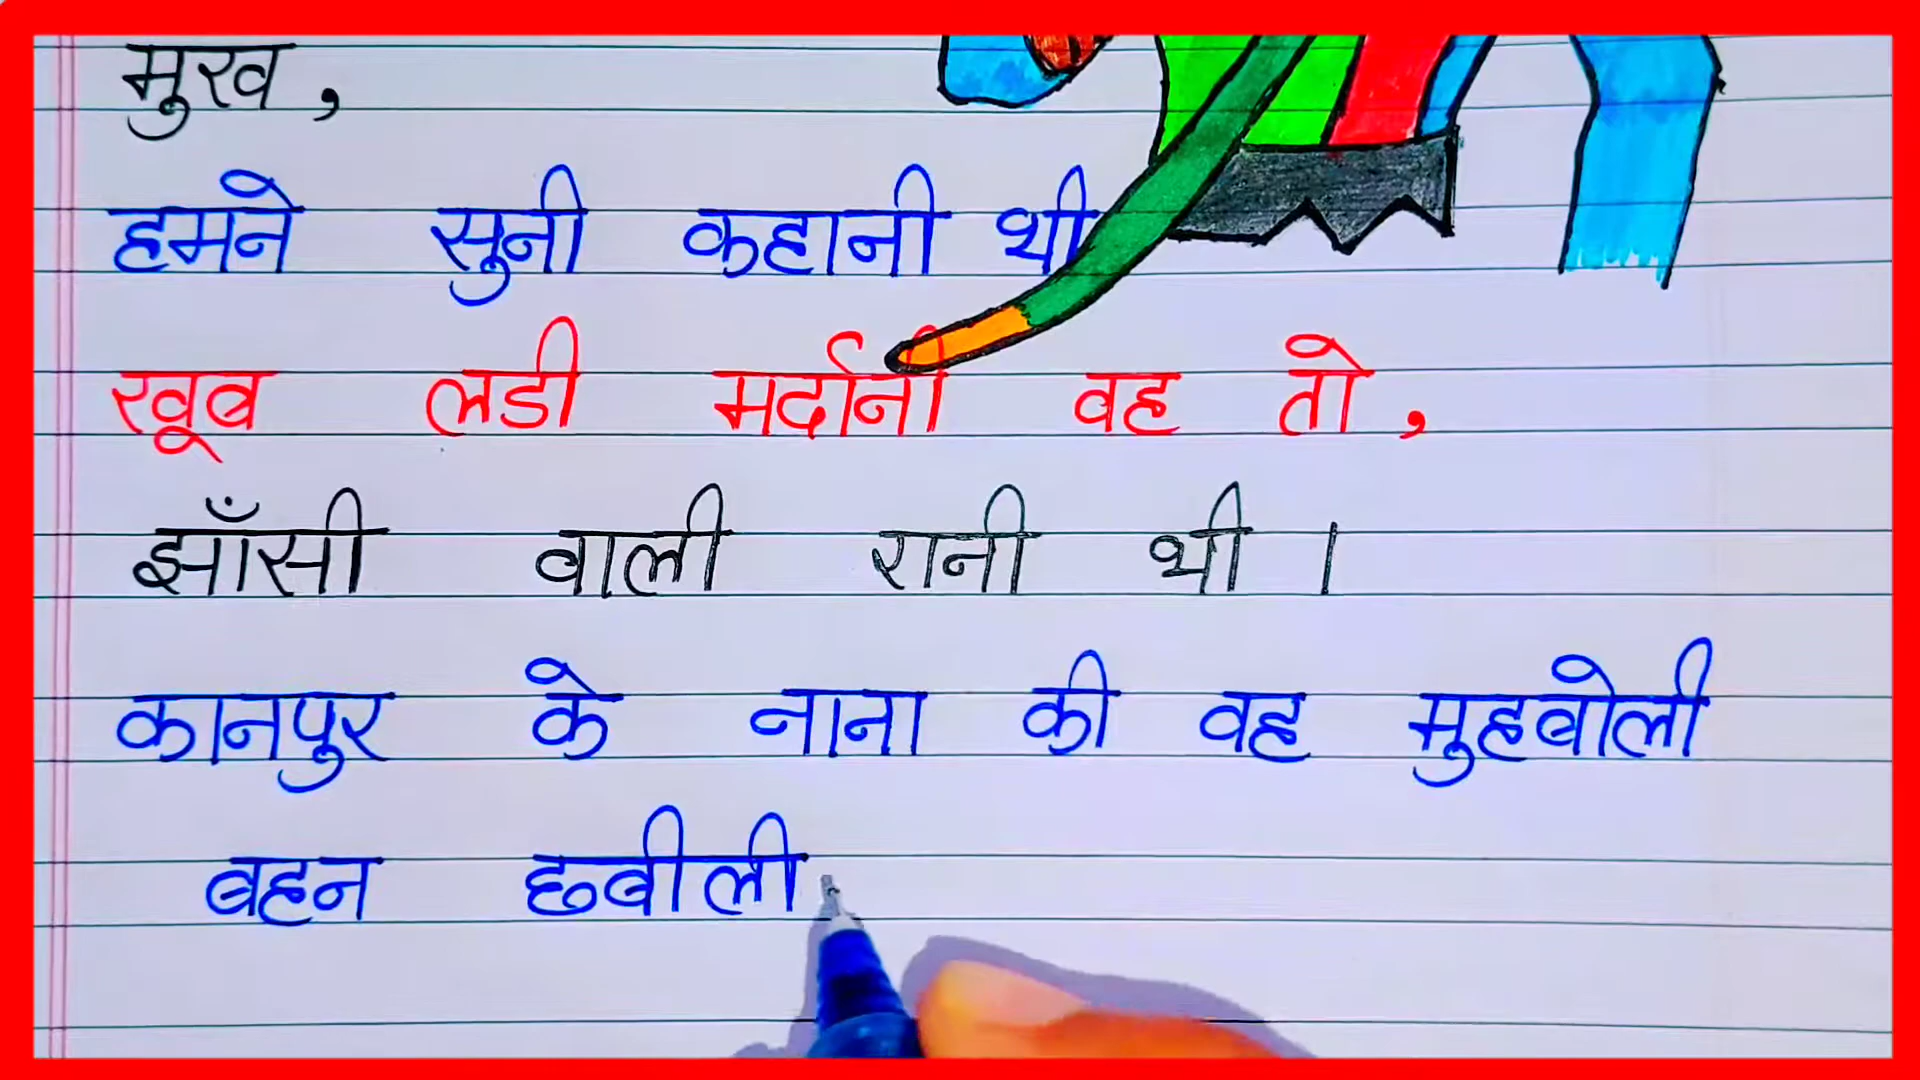 मुख,
हमने सुनी कहानी थी
खूब लडी मर्दानी वह तो,
झाँसी वाली रानी थी ।
कानपुर के नाना की वह मुहबोली
बहन छबीली